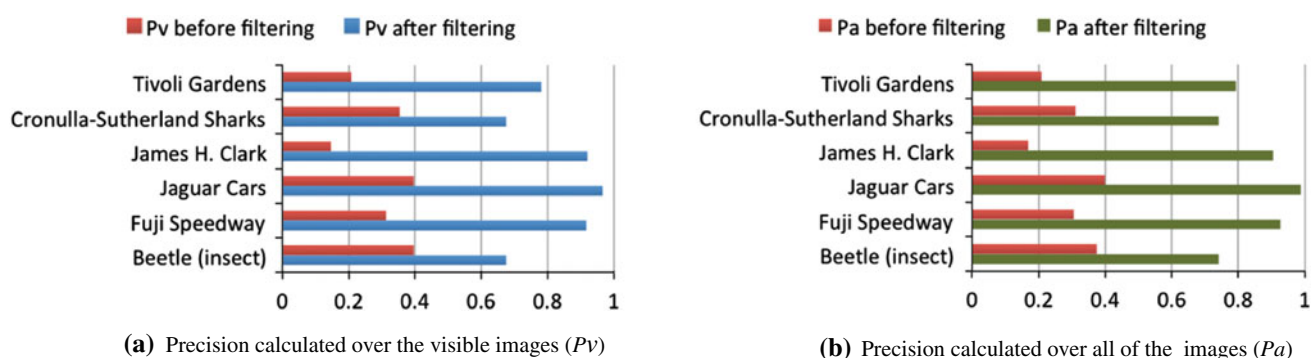 Pv before filtering Pv after filtering
Tivoli Gardens
Cronulla-Sutherland Sharks
James H. Clark
Jaguar Cars
Fuji Speedway
Beetle (insect)
0 0.2 0.4 0.6 0.8 1
(a) Precision calculated over the visible images (Pv)
Pa before filtering Pa after filtering
Tivoli Gardens
Cronulla-Sutherland Sharks
James H. Clark
Jaguar Cars
Fuji Speedway
Beetle (insect)
0 0.2 0.4 0.6 0.8 1
(b) Precision calculated over all of the images (Pa)